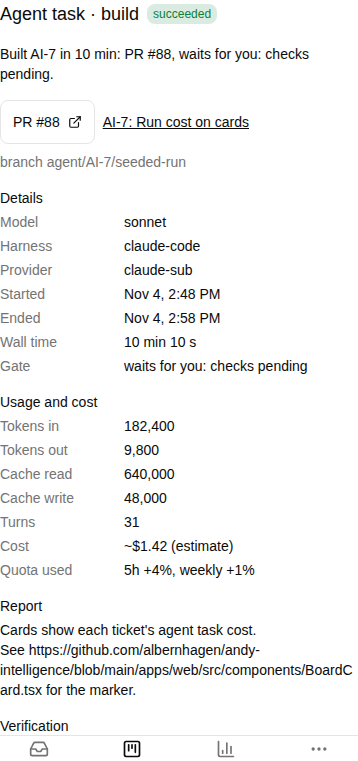 Agent task · build succeeded
Built AI-7 in 10 min: PR #88, waits for you: checks
pending.
PR #88 AI-7: Run cost on cards
branch agent/AI-7/seeded-run
Details
Model sonnet
Harness claude-code
Provider claude-sub
Started Nov 4, 2:48 PM
Ended Nov 4, 2:58 PM
Wall time 10 min 10 s
Gate waits for you: checks pending
Usage and cost
Tokens in 182,400
Tokens out 9,800
Cache read 640,000
Cache write 48,000
Turns 31
Cost ~$1.42 (estimate)
Quota used 5h +4%, weekly +1%
Report
Cards show each ticket's agent task cost.
See https://github.com/albernhagen/andy-
intelligence/blob/main/apps/web/src/components/BoardC
ard.tsx for the marker.
Verification